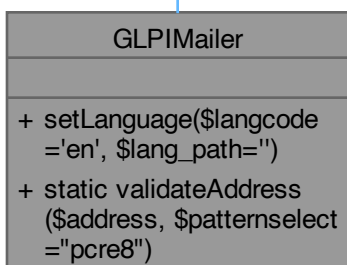 GLPIMailer
+ setLanguage($langcode
='en', $lang_path='')
+ static validateAddress
($address, $patternselect
="pcre8")